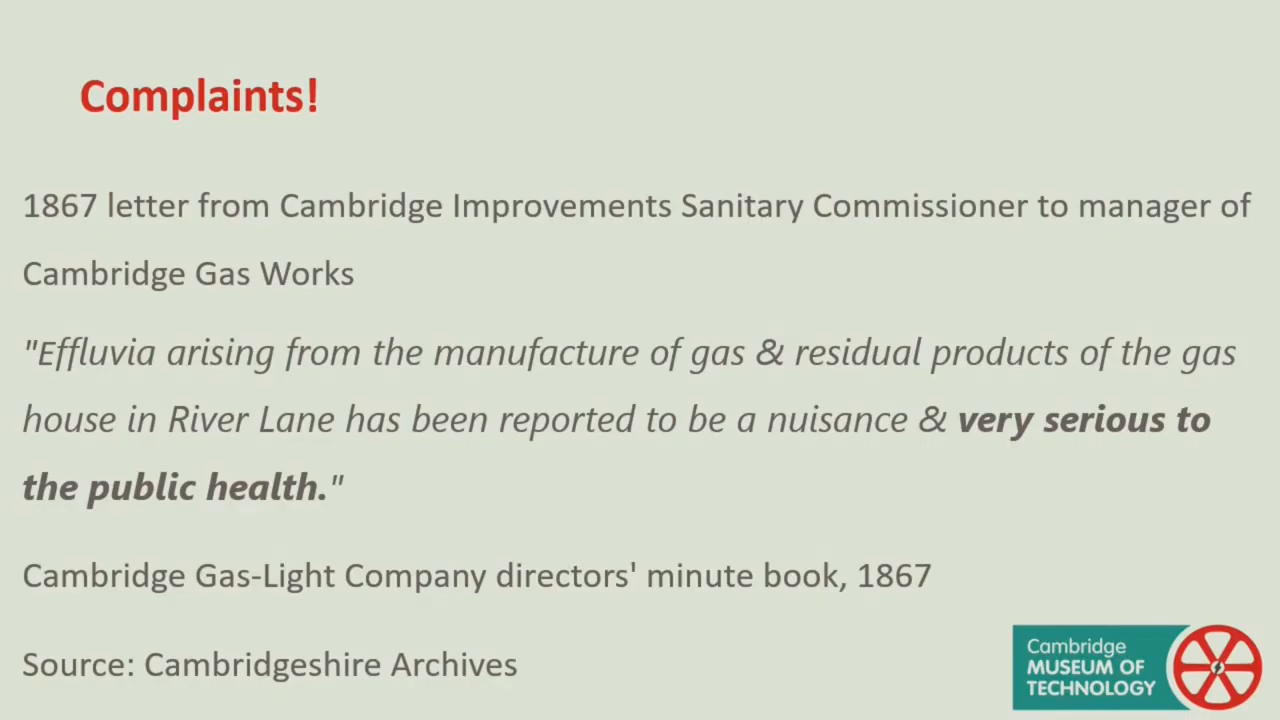 Complaints!
1867 letter from Cambridge Improvements Sanitary Commissioner to manager of
Cambridge Gas Works
"Effluvia arising from the manufacture of gas & residual products of the gas
house in River Lane has been reported to be a nuisance & very serious to
the public health."
Cambridge Gas-Light Company directors' minute book, 1867
Source: Cambridgeshire Archives
Cambridge
MUSEUM OF
TECHNOLOGY